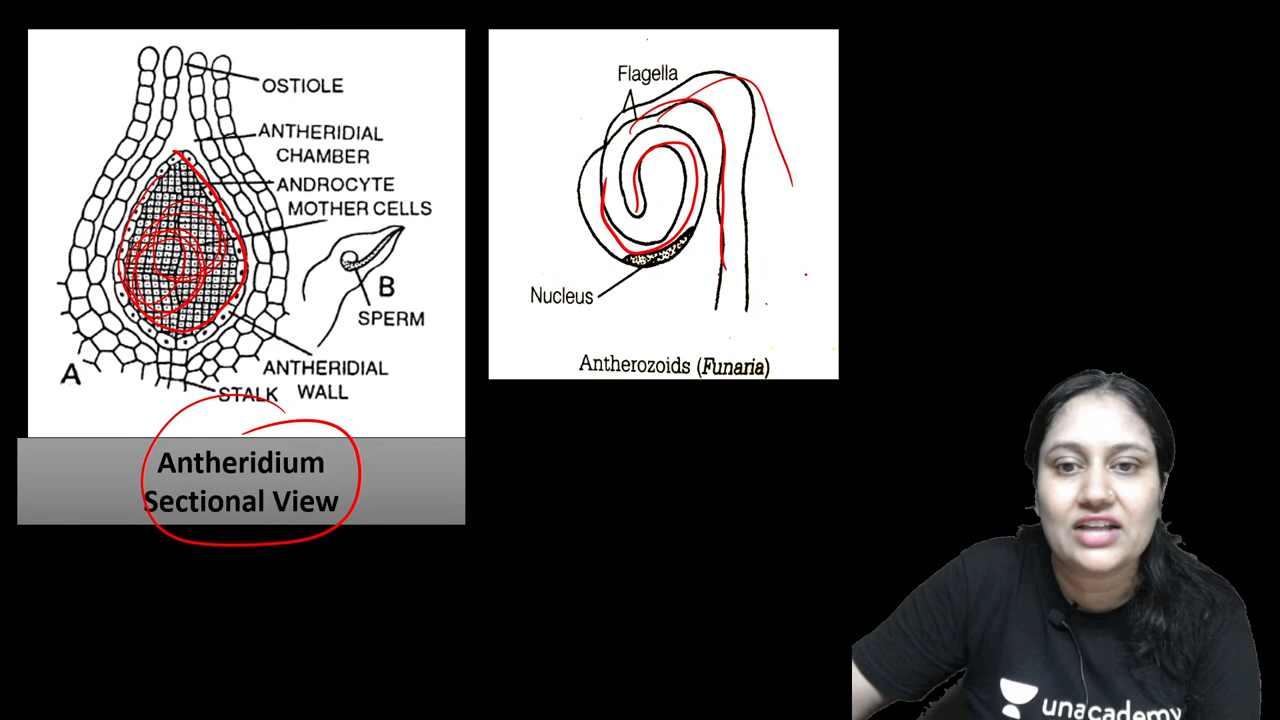 OSTIOLE
ANTHERIDIAL
CHAMBER
ANDROCYTE
MOTHER CELLS
B
SPERM
A
ANTHERIDIAL
WALL
STALK
Antheridium
Sectional View
Flagella
Nucleus
Antherozoids (Funaria)
unacademy